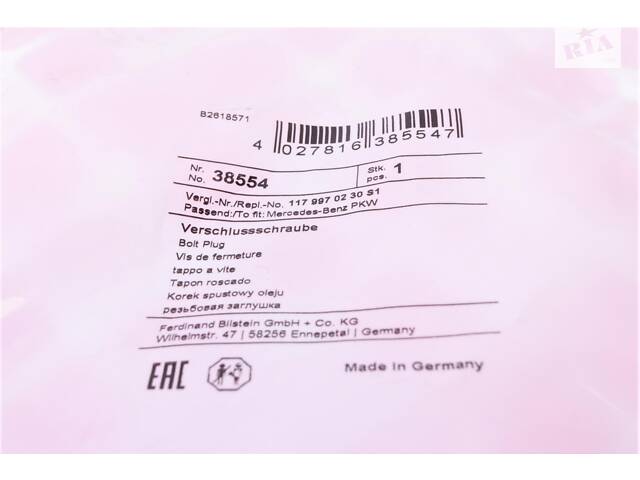 RIA
B2618571
4 027816 385547
Nr. No. 38554 Stk. pcs. 1
Vergl.-Nr./Repl.-No. 117 997 02 30 S1
Passend:/To fit: Mercedes-Benz PKW
Verschlussschraube
Bolt Plug
Vis de fermeture
tappo a vite
Tapon roscado
Korek spustowy oleju
резьбовая заглушка
Ferdinand Bilstein GmbH + Co. KG
Wilhelmstr. 47 | 58256 Ennepetal | Germany
EAC
Made in Germany